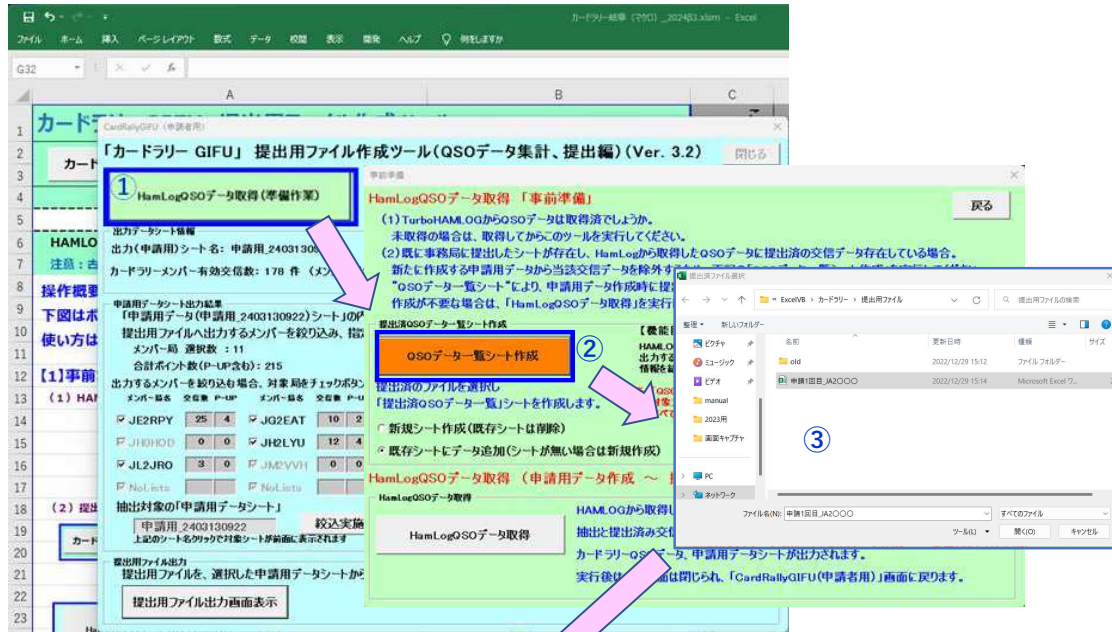 カードラリー岐阜 (マクロ) _2024β3.xlsm - Excel
ファイル ホーム 挿入 ページレイアウト 数式 データ 校閲 表示 開発 ヘルプ 何をしますか
G32
A B C
カードラ
CardRallyGIFU (申請者用)
「カードラリー GIFU」 提出用ファイル作成ツール(QSOデータ集計、提出編) (Ver. 3.2)
閉じる
①
HamLogQSOデータ取得(準備作業)
出力データシート情報
出力(申請用)シート名: 申請用_24031309
カードラリーメンバー有効交信数: 178 件 (メン
申請用データシート出力結果
「申請用データ(申請用_2403130922)シート」の内
提出用ファイルへ出力するメンバーを絞り込み、指
メンバー局 選択数 : 11
合計ポイント数(P-UP含む): 215
出力するメンバーを絞り込む場合、対象局をチェックボタン
メンバー局名 交信数 P-UP メンバー局名 交信数 P-U
JE2RPY 25 4 JG2EAT 10 2
JH0HOD 0 0 JH2LYU 12 4
JL2JRO 3 0 JM2VVH 0 0
NoLists NoLists
抽出対象の「申請用データシート」
申請用_2403130922 絞込実施
上記のシート名クリックで対象シートが前面に表示されます
提出用ファイル出力
提出用ファイルを、選択した申請用データシートから
提出用ファイル出力画面表示
1
2
3
4
5
6
7
8
9
10
11
12
13
14
15
16
17
18
19
20
21
22
23
カード
HAMLO
注意:古
操作概要
下図はボ
使い方は
【1】事前
(1) HAM
(2) 提出
カード
Ha
事前準備
HamLogQSOデータ取得 「事前準備」
戻る
(1)TurboHAMLOGからQSOデータは取得済でしょうか。
未取得の場合は、取得してからこのツールを実行してください。
(2)既に事務局に提出したシートが存在し、HamLogから取得したQSOデータに提出済の交信データ存在している場合。
新たに作成する申請用データから当該交信データを除外する
"QSOデータ一覧シート"により、申請用データ作成時に提
作成が不要な場合は、「HamLogQSOデータ取得」を実行
提出済QSOデータ一覧シート作成
QSOデータ一覧シート作成
②
【機能
HAMLO
出力する
情報を
提出済のファイルを選択し
「提出済QSOデータ一覧」シートを作成します。
新規シート作成(既存シートは削除)
既存シートにデータ追加(シートが無い場合は新規作成)
HamLogQSOデータ取得 (申請用データ作成 ~
HamLogQSOデータ取得
HamLogQSOデータ取得
HAMLOGから取得し
抽出と提出済み交信
カードラリーQSOデータ、申請用データシートが出力されます。
実行後は 面は閉じられ、「CardRallyGIFU(申請者用)」画面に戻ります。
提出済ファイル選択
ExcelVB › カードラリー › 提出用ファイル
提出用ファイルの検索
整理 新しいフォルダー
名前 更新日時 種類 サイズ
ピクチャ
ミュージック
ビデオ
manual
2023用
画面キャプチャ
PC
ネットワーク
old 2022/12/29 15:12 ファイル フォルダー
申請1回目_JA2〇〇〇 2022/12/29 15:14 Microsoft Excel ワ...
③
ファイル名(N): 申請1回目_JA2〇〇〇
すべてのファイル
ツール(L) 開く(O) キャンセル